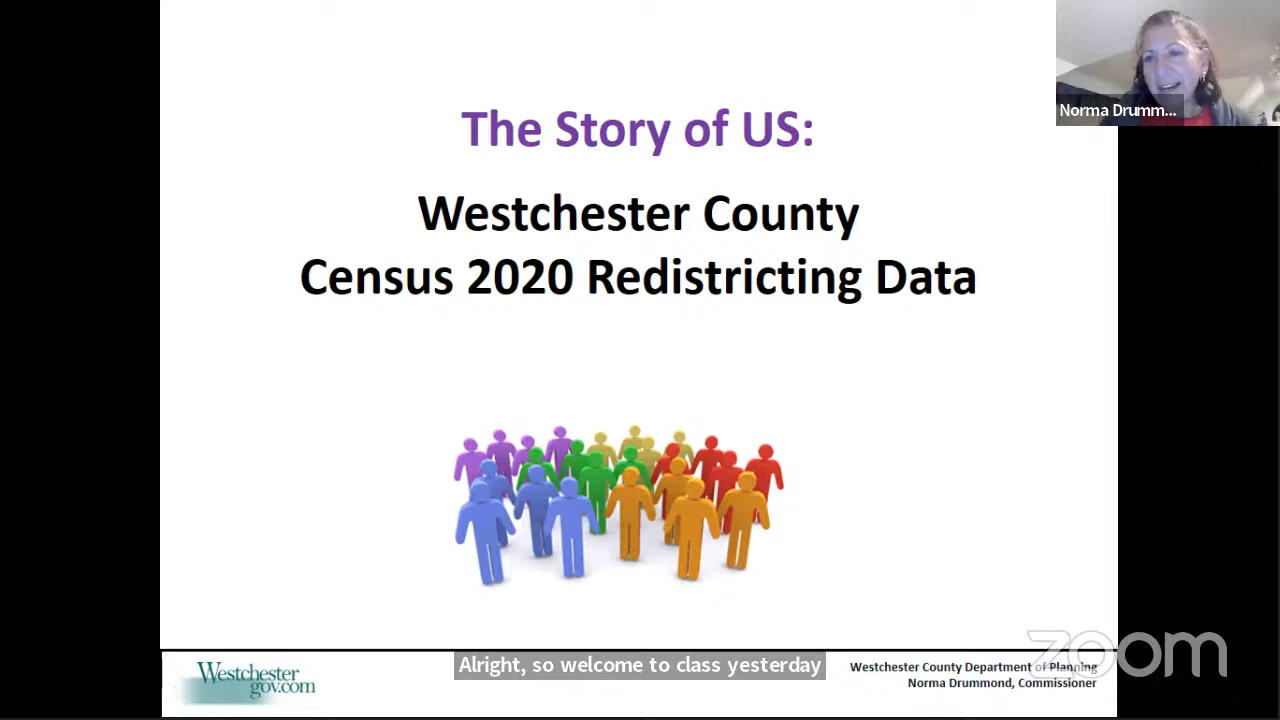 Norma Drumm...
The Story of US:
Westchester County
Census 2020 Redistricting Data
Westchester
gov.com
Alright, so welcome to class yesterday
Westchester County Department of Planning
Norma Drummond, Commissioner
zoom